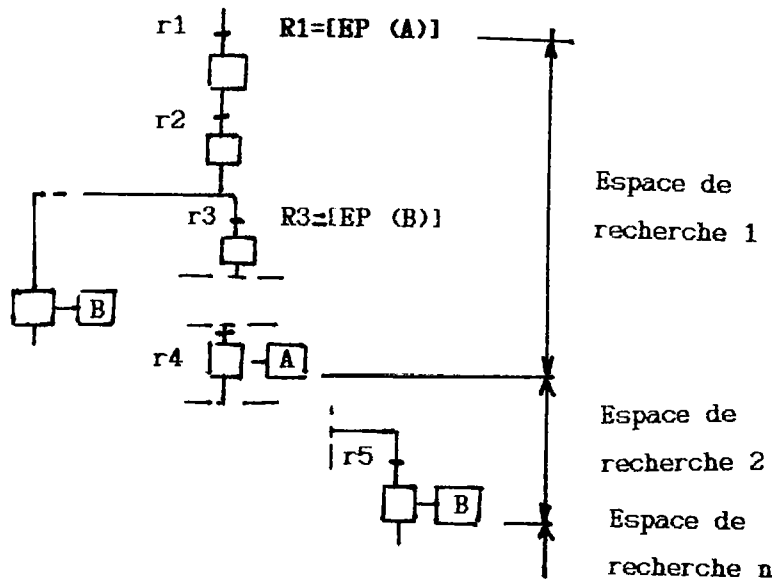 r1 R1=[EP (A)]
r2
Espace de
recherche 1
r3 R3=[EP (B)]
B
r4 A
Espace de
recherche 2
r5
B
Espace de
recherche n